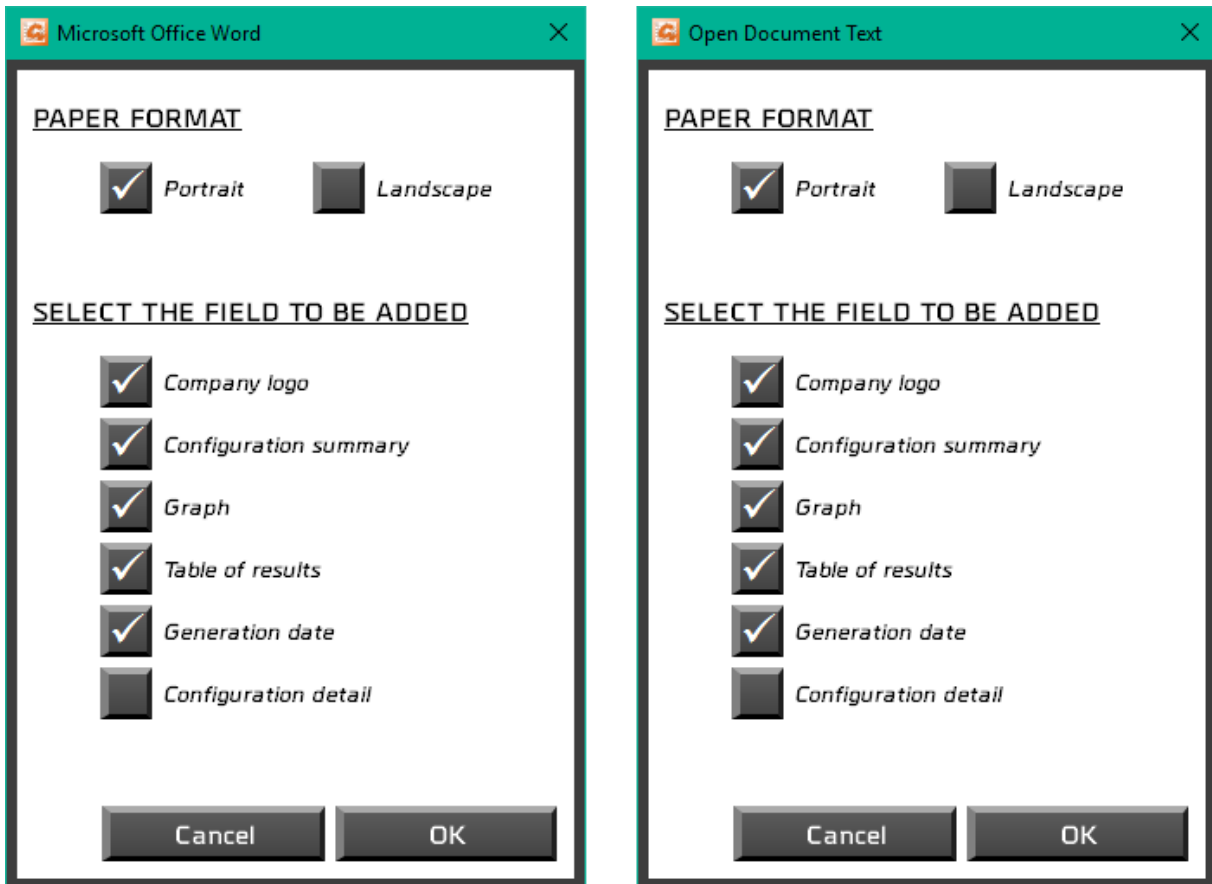 Microsoft Office Word
PAPER FORMAT
Portrait Landscape
SELECT THE FIELD TO BE ADDED
Company logo
Configuration summary
Graph
Table of results
Generation date
Configuration detail
Cancel OK
Open Document Text
PAPER FORMAT
Portrait Landscape
SELECT THE FIELD TO BE ADDED
Company logo
Configuration summary
Graph
Table of results
Generation date
Configuration detail
Cancel OK